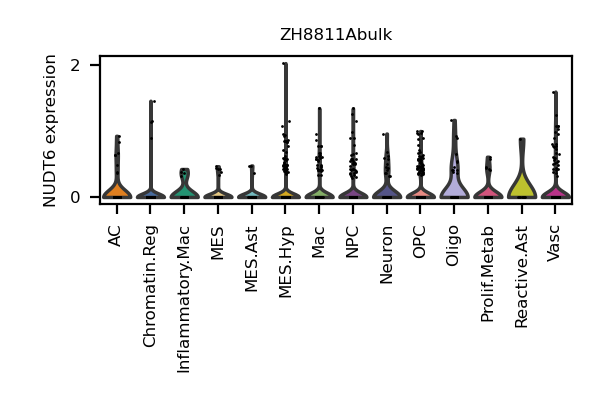 ZH8811Abulk
NUDT6 expression
2
0
AC
Chromatin.Reg
Inflammatory.Mac
MES
MES.Ast
MES.Hyp
Mac
NPC
Neuron
OPC
Oligo
Prolif.Metab
Reactive.Ast
Vasc